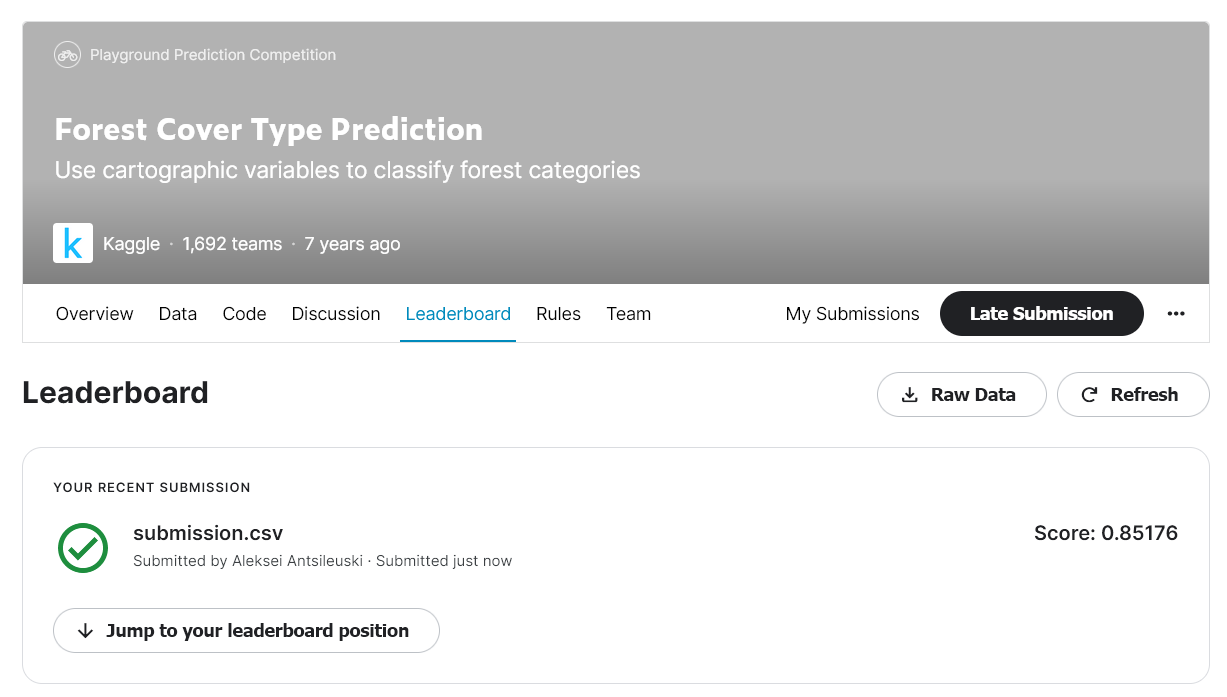 Playground Prediction Competition
Forest Cover Type Prediction
Use cartographic variables to classify forest categories
k
Kaggle · 1,692 teams · 7 years ago
Overview Data Code Discussion Leaderboard Rules Team My Submissions Late Submission ···
Leaderboard Raw Data Refresh
YOUR RECENT SUBMISSION
submission.csv Score: 0.85176
Submitted by Aleksei Antsileuski · Submitted just now
Jump to your leaderboard position